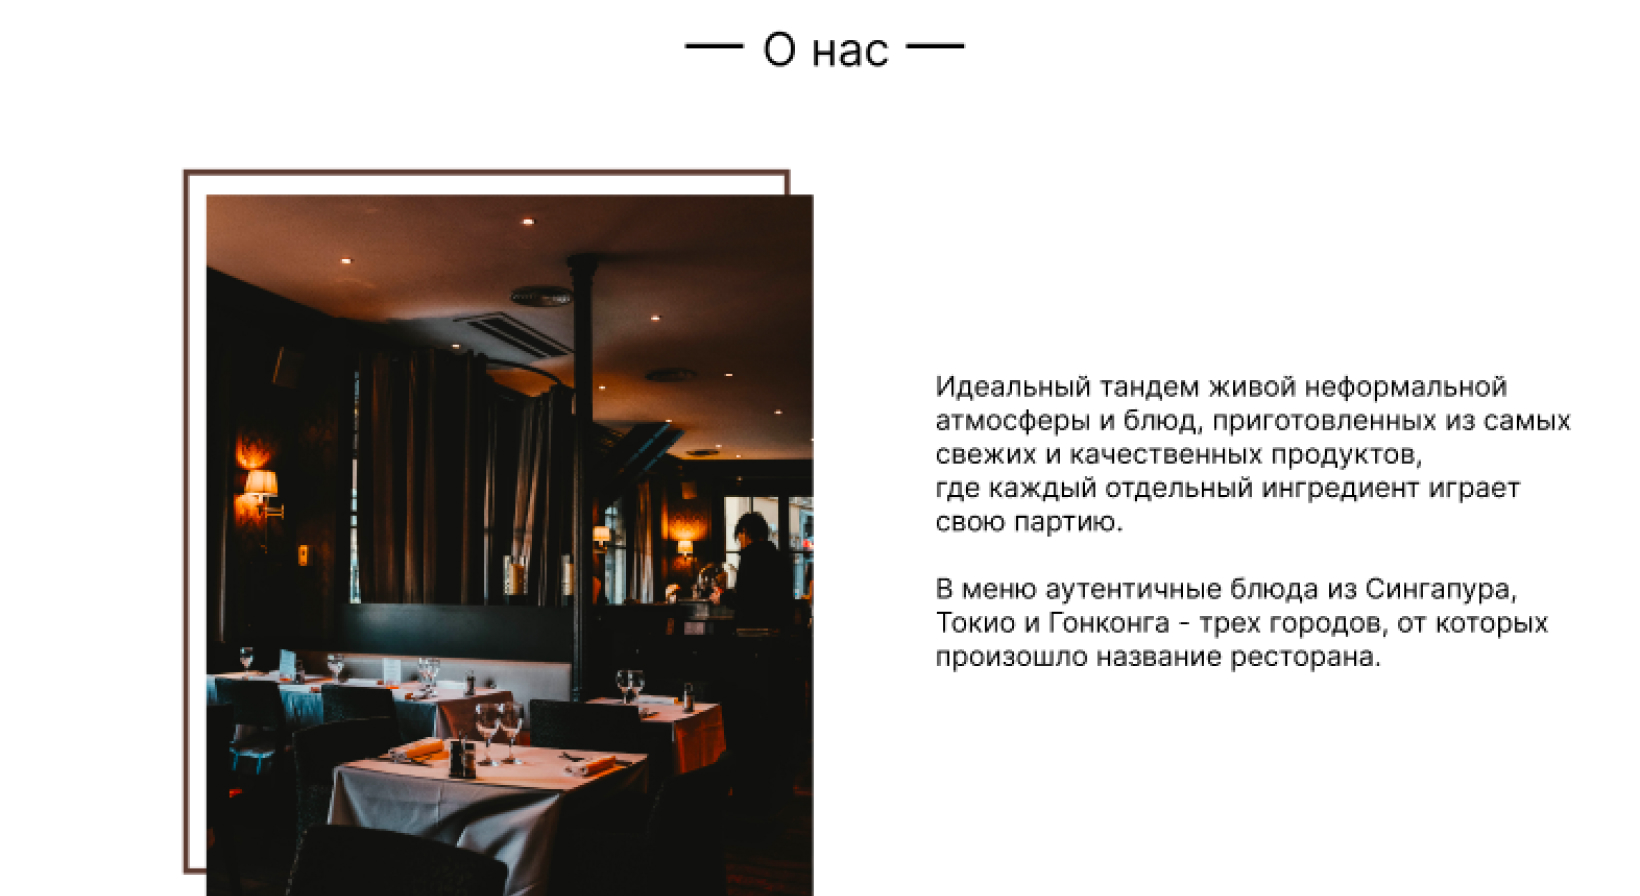 О нас
Идеальный тандем живой неформальной
атмосферы и блюд, приготовленных из самых
свежих и качественных продуктов,
где каждый отдельный ингредиент играет
свою партию.
В меню аутентичные блюда из Сингапура,
Токио и Гонконга - трех городов, от которых
произошло название ресторана.